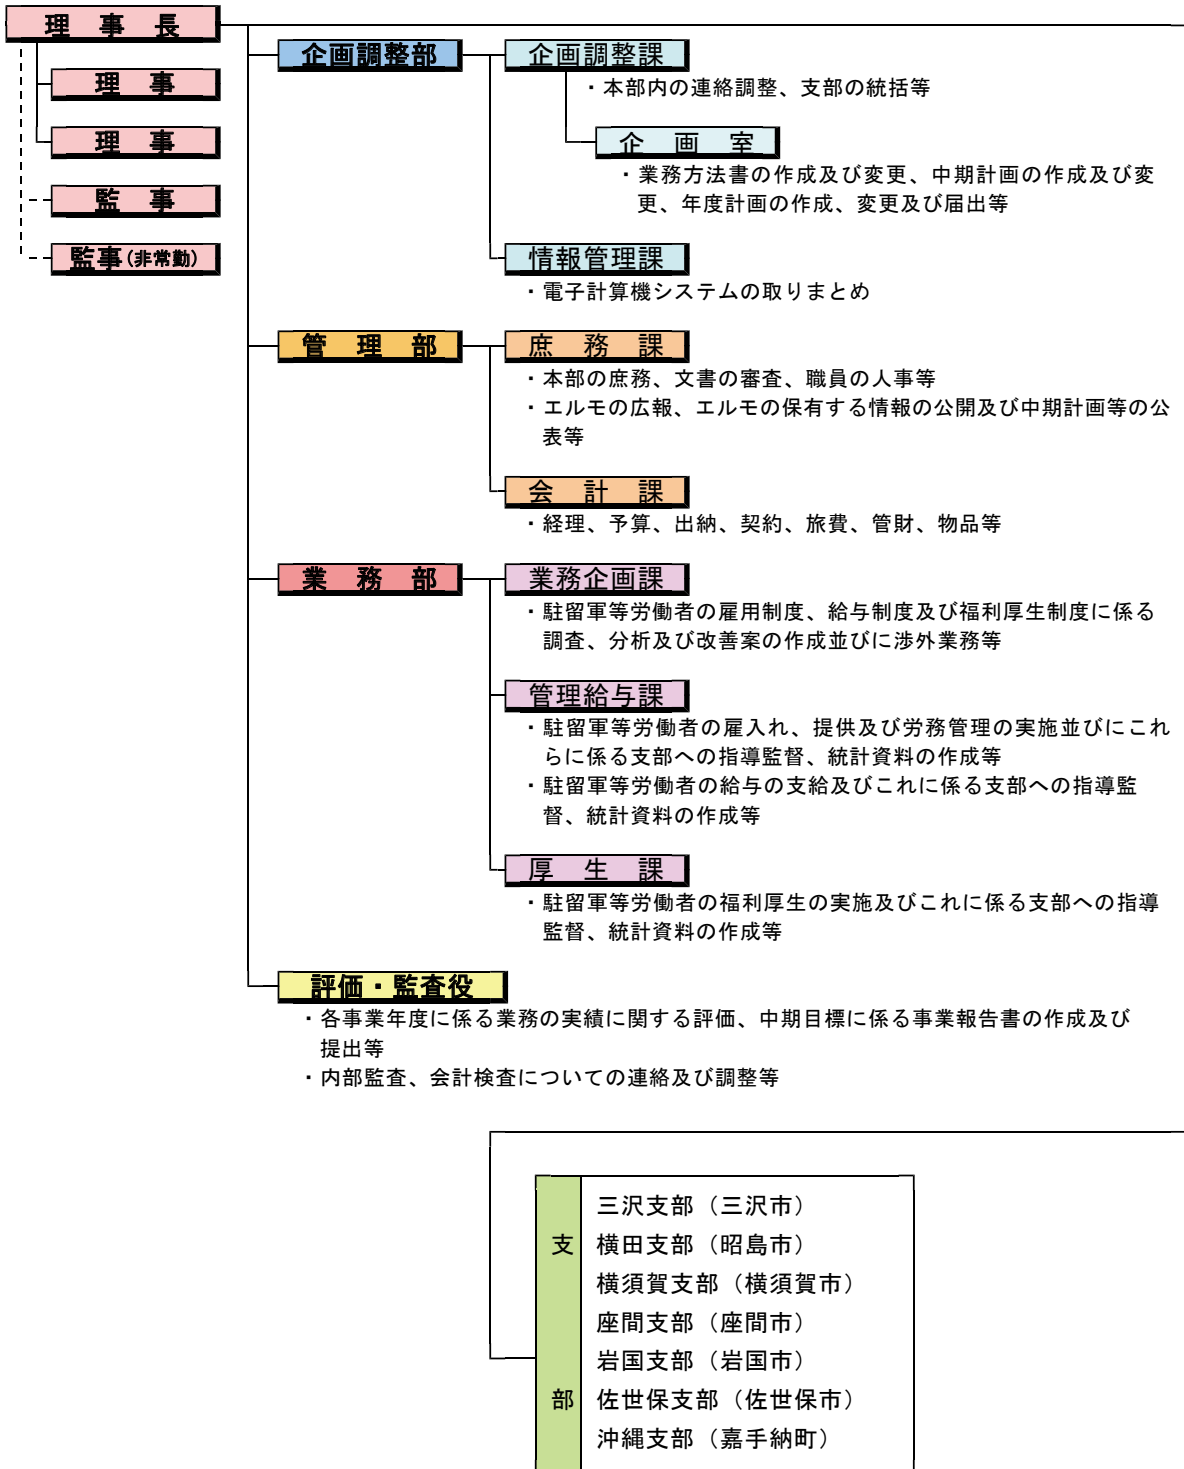 理事長
理事
理事
監事
監事(非常勤)
企画調整部
企画調整課
・本部内の連絡調整、支部の統括等
企画室
・業務方法書の作成及び変更、中期計画の作成及び変
更、年度計画の作成、変更及び届出等
情報管理課
・電子計算機システムの取りまとめ
管理部
庶務課
・本部の庶務、文書の審査、職員の人事等
・エルモの広報、エルモの保有する情報の公開及び中期計画等の公
表等
会計課
・経理、予算、出納、契約、旅費、管財、物品等
業務部
業務企画課
・駐留軍等労働者の雇用制度、給与制度及び福利厚生制度に係る
調査、分析及び改善案の作成並びに渉外業務等
管理給与課
・駐留軍等労働者の雇入れ、提供及び労務管理の実施並びにこれ
らに係る支部への指導監督、統計資料の作成等
・駐留軍等労働者の給与の支給及びこれに係る支部への指導監
督、統計資料の作成等
厚生課
・駐留軍等労働者の福利厚生の実施及びこれに係る支部への指導
監督、統計資料の作成等
評価・監査役
・各事業年度に係る業務の実績に関する評価、中期目標に係る事業報告書の作成及び
提出等
・内部監査、会計検査についての連絡及び調整等
支部
三沢支部（三沢市）
横田支部（昭島市）
横須賀支部（横須賀市）
座間支部（座間市）
岩国支部（岩国市）
佐世保支部（佐世保市）
沖縄支部（嘉手納町）